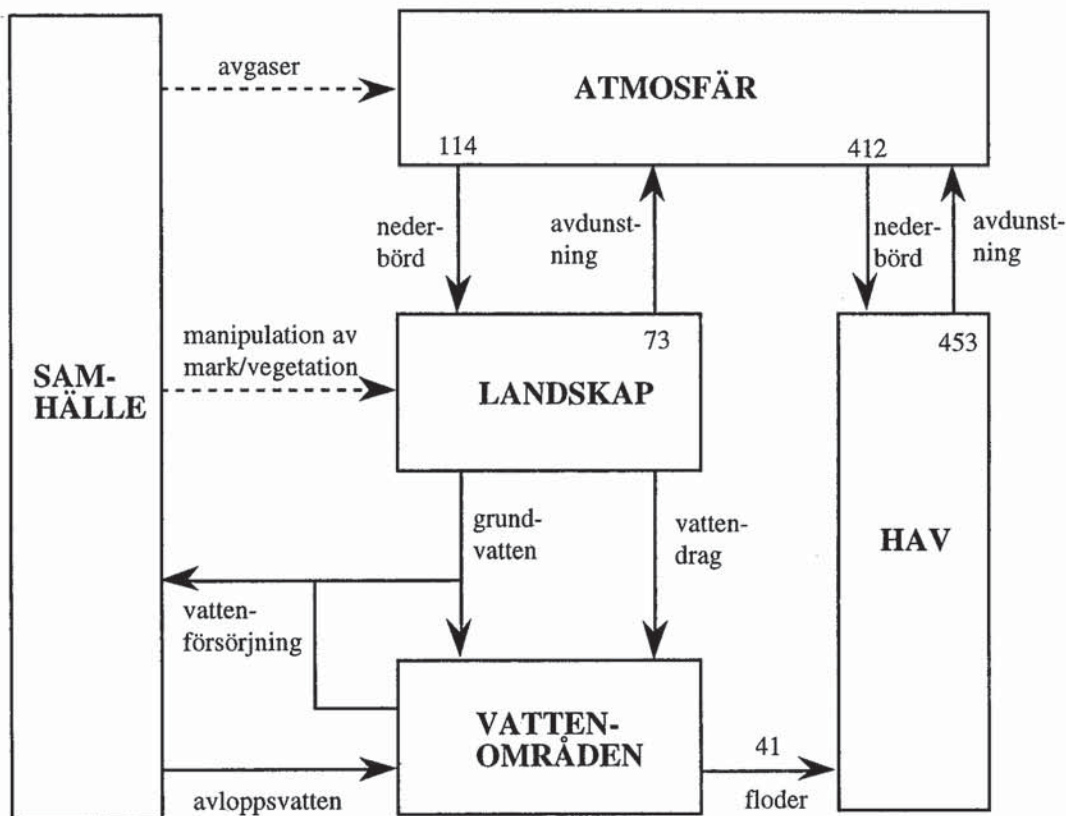 avgaser
ATMOSFÄR
114
412
neder-
börd
avdunst-
ning
neder-
börd
avdunst-
ning
manipulation av
mark/vegetation
73
453
SAM-
HÄLLE
LANDSKAP
grund-
vatten
vatten-
drag
HAV
vatten-
försörjning
VATTEN-
OMRÅDEN
41
avloppsvatten
floder